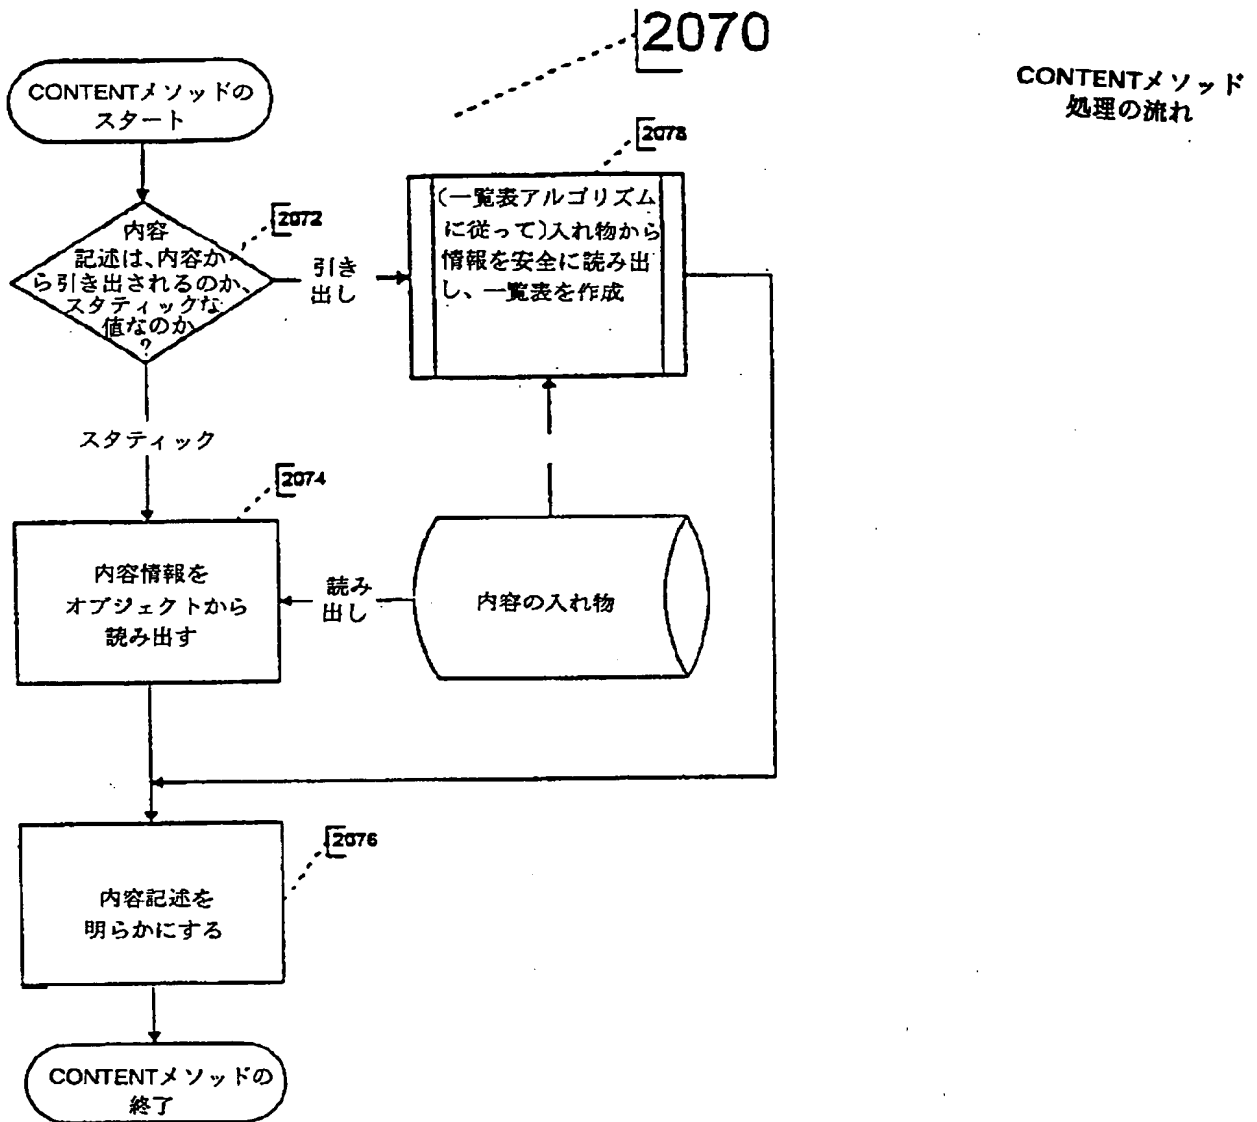 2070
CONTENTメソッド
処理の流れ
CONTENTメソッドの
スタート
2072
内容
記述は、内容か
ら引き出されるのか、
スタティックな
値なのか
?
引き
出し
2078
(一覧表アルゴリズム
に従って)入れ物から
情報を安全に読み出
し、一覧表を作成
スタティック
2074
内容情報を
オブジェクトから
読み出す
読み
出し
内容の入れ物
2076
内容記述を
明らかにする
CONTENTメソッドの
終了